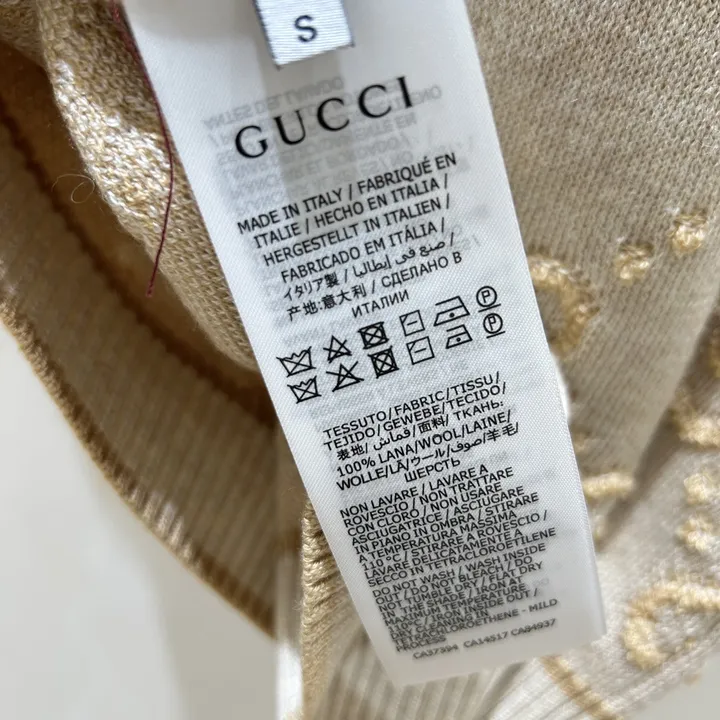 S
GUCCI
MADE IN ITALY / FABRIQUÉ EN
ITALIE / HECHO EN ITALIA /
HERGESTELLT IN ITALIEN /
FABRICADO EM ITÁLIA /
イタリア製 / صنع في إيطاليا /
产地:意大利 / СДЕЛАНО В
ИТАЛИИ
P
P
TESSUTO/FABRIC/TISSU/
TEJIDO/GEWEBE/TECIDO/
表地/قماش/面料/ ТКАНЬ:
100% LANA/WOOL/LAINE/
WOLLE/LÃ/ウール/صوف/羊毛/
ШЕРСТЬ
NON LAVARE / LAVARE A
ROVESCIO / NON TRATTARE
CON CLORO / NON USARE
ASCIUGATRICE / ASCIUGARE
IN PIANO IN OMBRA / STIRARE
A TEMPERATURA MASSIMA
110 °C / STIRARE A ROVESCIO /
LAVARE DELICATAMENTE A
SECCO IN TETRACLOROETILENE
DO NOT WASH / WASH INSIDE
OUT / DO NOT BLEACH / DO
NOT TUMBLE DRY / FLAT DRY
IN THE SHADE / IRON AT
MAXIMUM TEMPERATURE
110°C / IRON INSIDE OUT /
DRY CLEANING IN
TETRACHLOROETHENE - MILD
PROCESS
CA37394 CA14517 CA94937